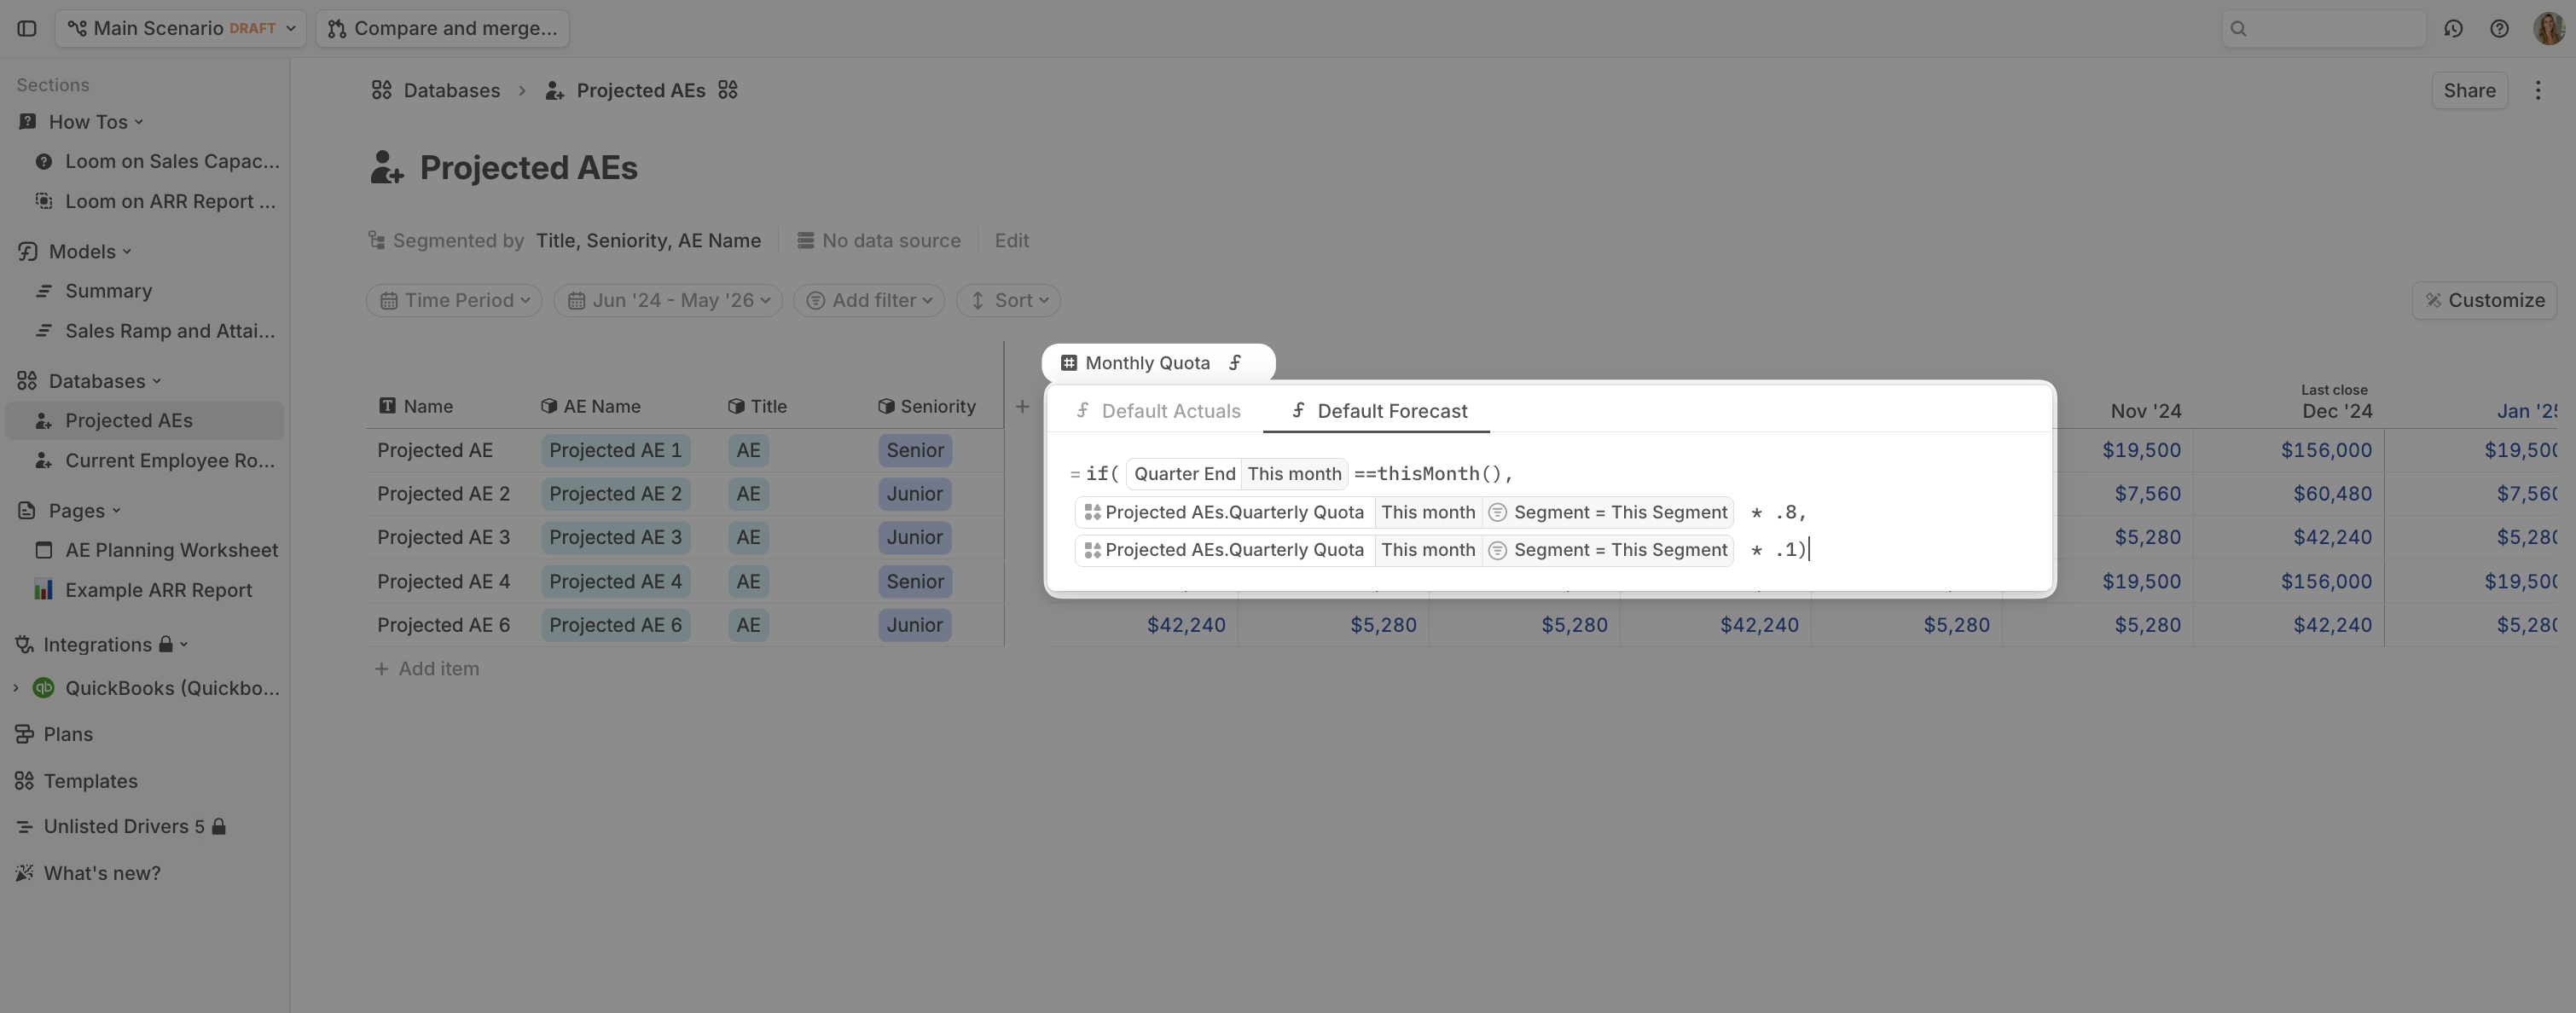 Main Scenario DRAFT
Compare and merge...
Sections
How Tos
Loom on Sales Capac...
Loom on ARR Report ...
Models
Summary
Sales Ramp and Attai...
Databases
Projected AEs
Current Employee Ro...
Pages
AE Planning Worksheet
Example ARR Report
Integrations
QuickBooks (Quickbo...
Plans
Templates
Unlisted Drivers 5
What's new?
Databases > Projected AEs
Share
Projected AEs
Segmented by Title, Seniority, AE Name
No data source
Edit
Time Period
Jun '24 - May '26
Add filter
Sort
Customize
Monthly Quota
Default Actuals Default Forecast
=if( Quarter End This month ==thisMonth(),
Projected AEs.Quarterly Quota This month Segment = This Segment * .8,
Projected AEs.Quarterly Quota This month Segment = This Segment * .1)
Last close
Name AE Name Title Seniority + Nov '24 Dec '24 Jan '25
Projected AE Projected AE 1 AE Senior $19,500 $156,000 $19,500
Projected AE 2 Projected AE 2 AE Junior $7,560 $60,480 $7,560
Projected AE 3 Projected AE 3 AE Junior $5,280 $42,240 $5,280
Projected AE 4 Projected AE 4 AE Senior $19,500 $156,000 $19,500
Projected AE 6 Projected AE 6 AE Junior $42,240 $5,280 $5,280 $42,240 $5,280 $5,280 $42,240 $5,280
+ Add item